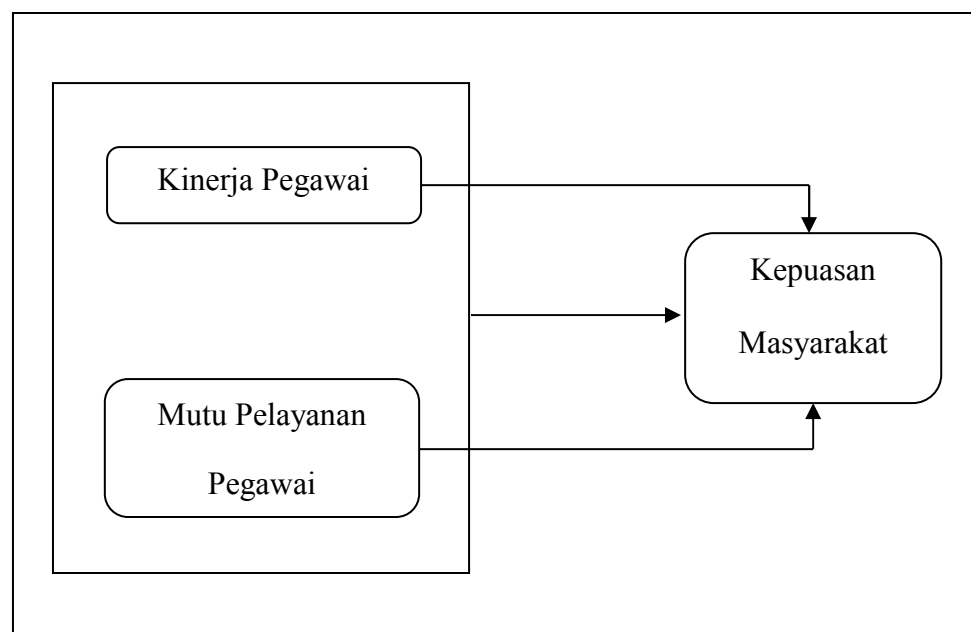 Kinerja Pegawai
Kepuasan
Masyarakat
Mutu Pelayanan
Pegawai